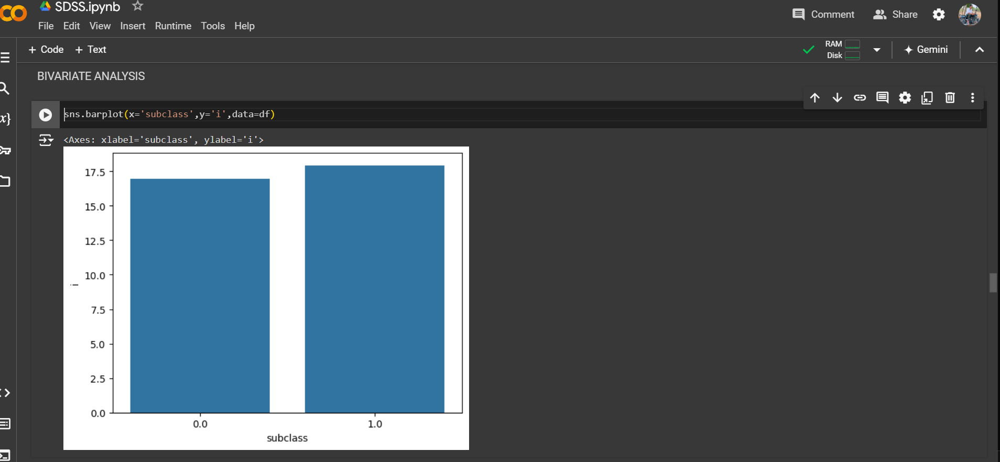 SDSS.ipynb
Comment
Share
File Edit View Insert Runtime Tools Help
+ Code + Text
RAM
Disk
Gemini
BIVARIATE ANALYSIS
sns.barplot(x='subclass',y='i',data=df)
<Axes: xlabel='subclass', ylabel='i'>
17.5
15.0
12.5
10.0
i
7.5
5.0
2.5
0.0
0.0 1.0
subclass